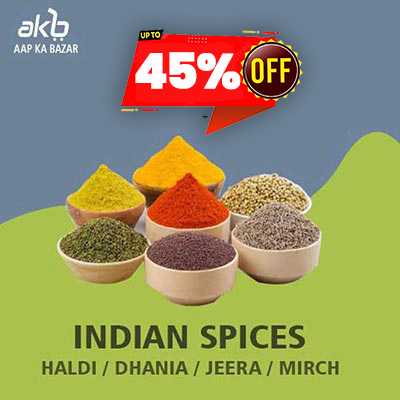 akb
AAP KA BAZAR
UP TO
45% OFF
INDIAN SPICES
HALDI / DHANIA / JEERA / MIRCH